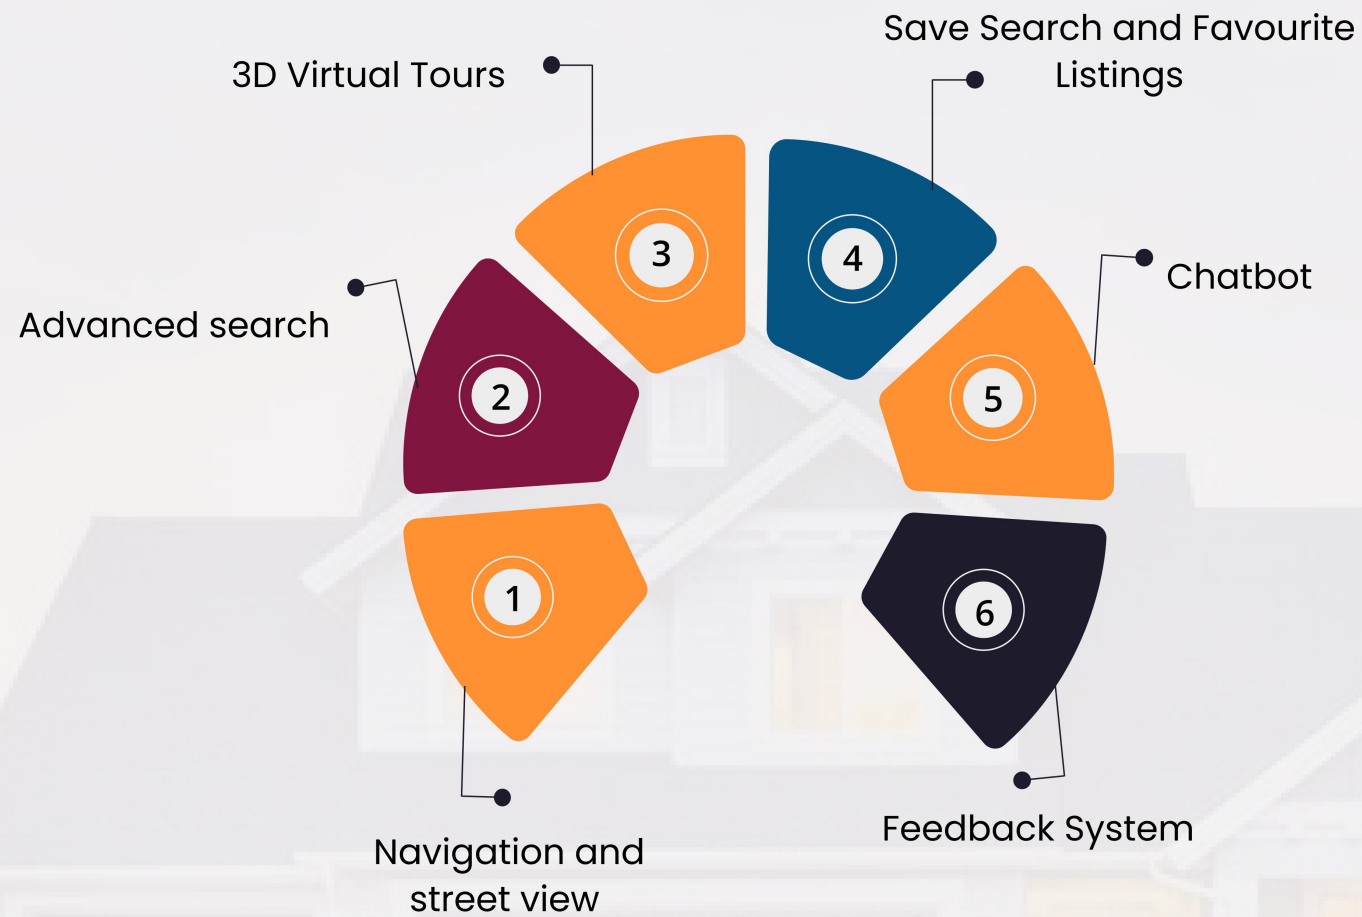 Save Search and Favourite
Listings
3D Virtual Tours
3
4
Chatbot
Advanced search
2
5
1
6
Feedback System
Navigation and
street view